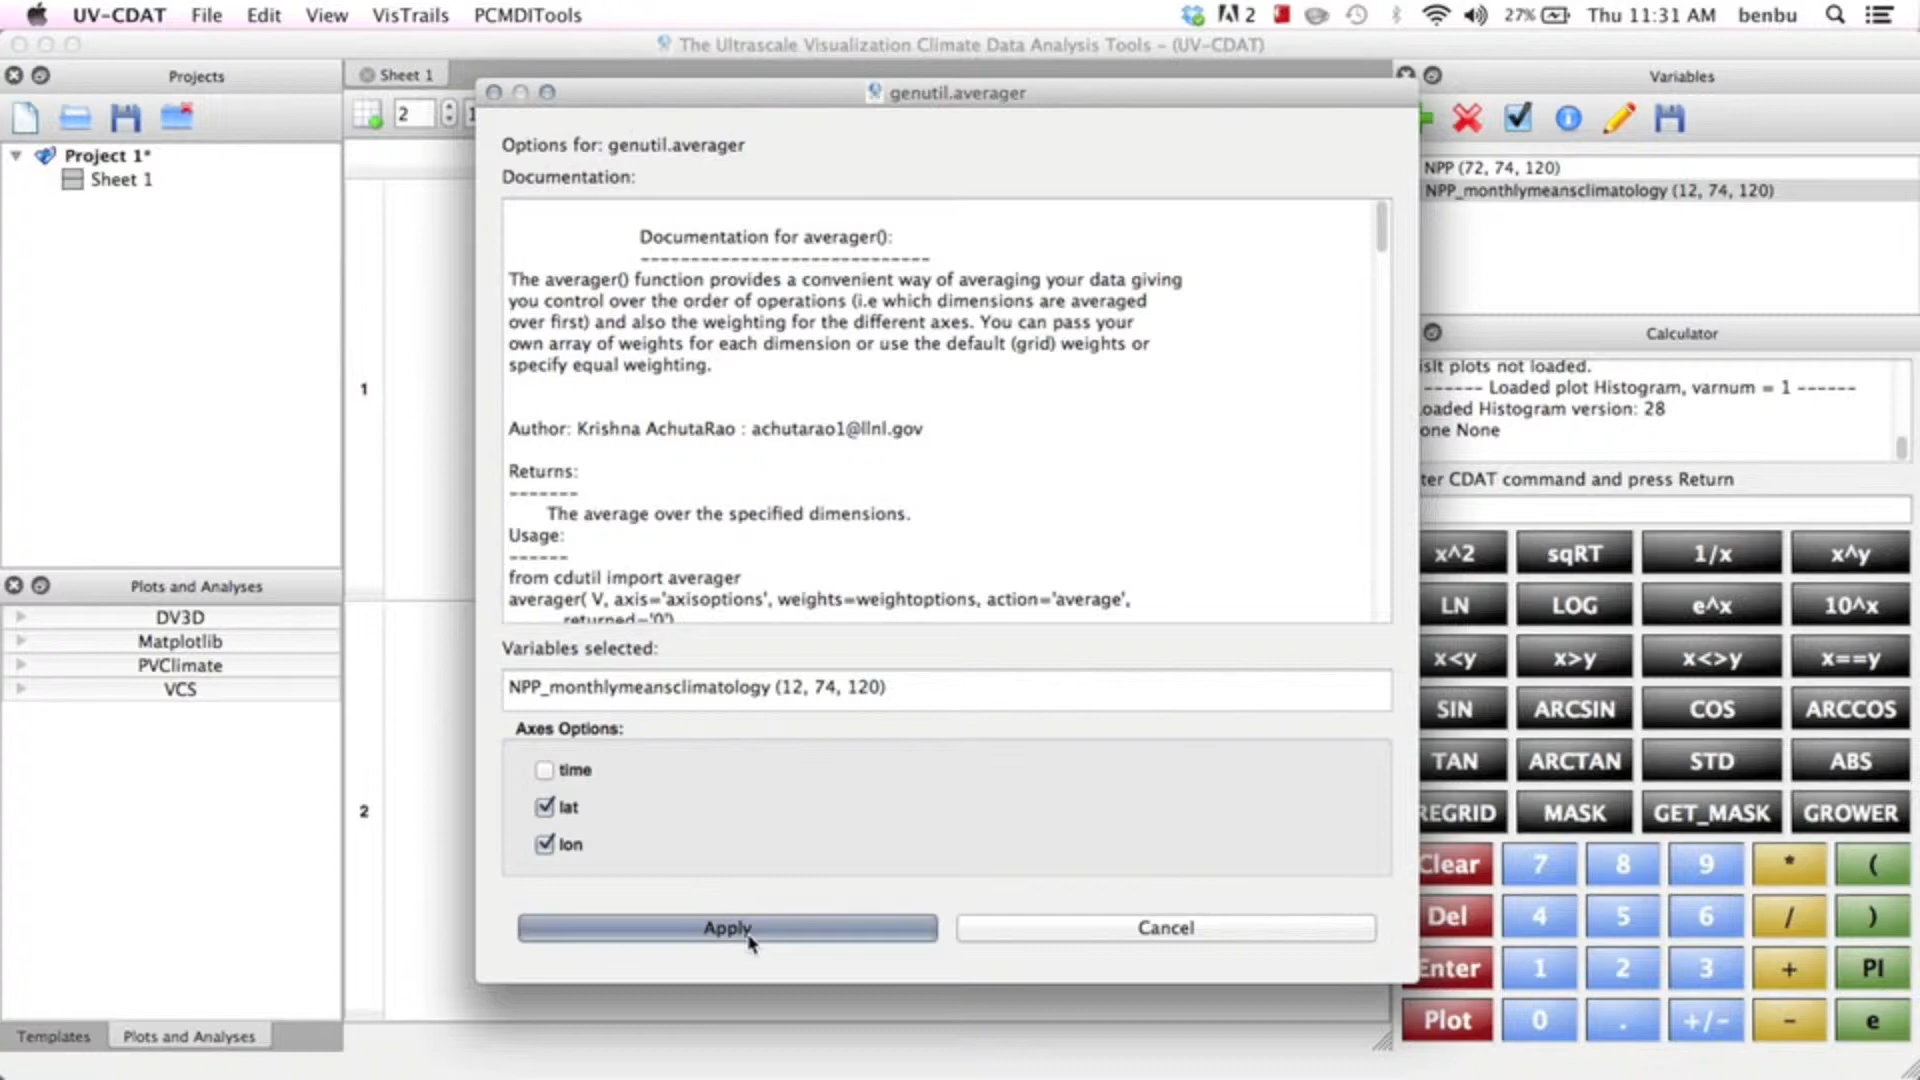 UV-CDAT File Edit View VisTrails PCMDITools
2 27% Thu 11:31 AM benbu
The Ultrascale Visualization Climate Data Analysis Tools - (UV-CDAT)
Projects
Project 1*
Sheet 1
Plots and Analyses
DV3D
Matplotlib
PVClimate
VCS
Templates Plots and Analyses
Sheet 1
2
1
2
genutil.averager
Options for: genutil.averager
Documentation:
Documentation for averager():
------------------------------
The averager() function provides a convenient way of averaging your data giving
you control over the order of operations (i.e which dimensions are averaged
over first) and also the weighting for the different axes. You can pass your
own array of weights for each dimension or use the default (grid) weights or
specify equal weighting.
Author: Krishna AchutaRao : achutarao1@llnl.gov
Returns:
-------
The average over the specified dimensions.
Usage:
------
from cdutil import averager
averager( V, axis='axisoptions', weights=weightoptions, action='average',
returned='0')
Variables selected:
NPP_monthlymeansclimatology (12, 74, 120)
Axes Options:
time
lat
lon
Apply Cancel
Variables
NPP (72, 74, 120)
NPP_monthlymeansclimatology (12, 74, 120)
Calculator
isIt plots not loaded.
------ Loaded plot Histogram, varnum = 1 ------
oaded Histogram version: 28
one None
ter CDAT command and press Return
x^2 sqRT 1/x x^y
LN LOG e^x 10^x
x<y x>y x<>y x==y
SIN ARCSIN COS ARCCOS
TAN ARCTAN STD ABS
REGRID MASK GET_MASK GROWER
Clear 7 8 9 * (
Del 4 5 6 / )
Enter 1 2 3 + PI
Plot 0 . +/- - e